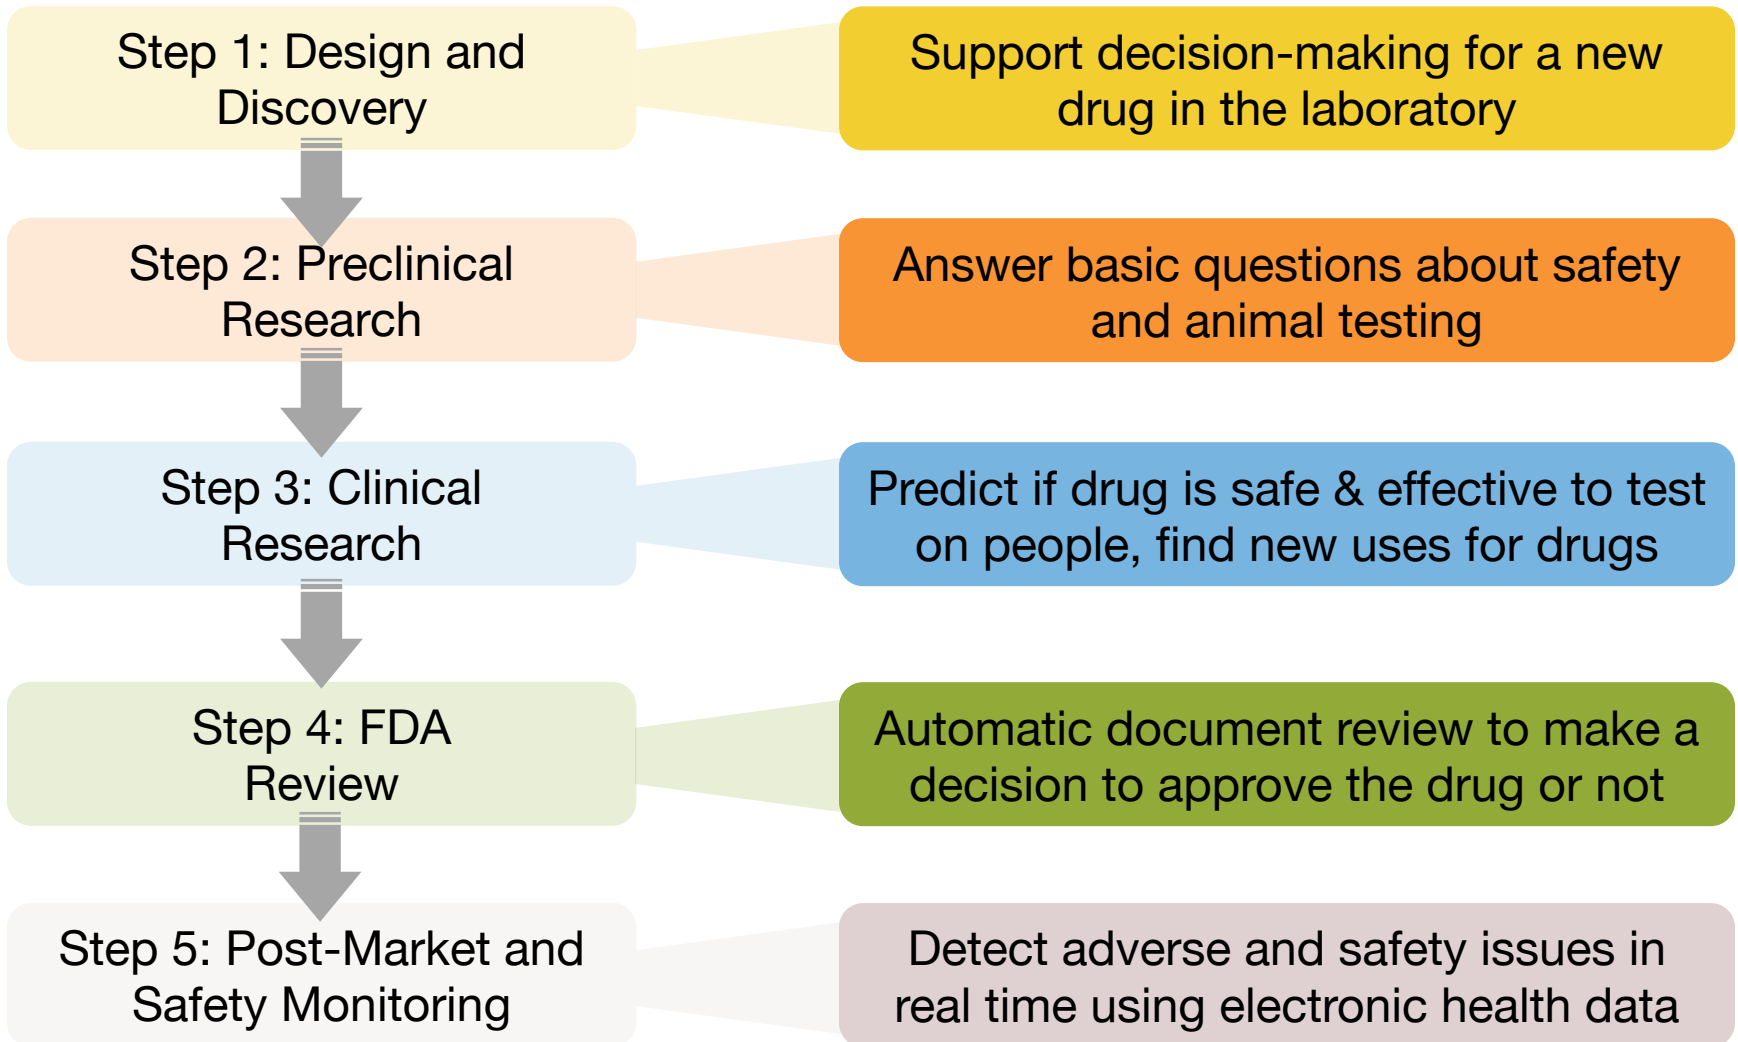 Step 1: Design and
Discovery
Support decision-making for a new
drug in the laboratory
Step 2: Preclinical
Research
Answer basic questions about safety
and animal testing
Step 3: Clinical
Research
Predict if drug is safe & effective to test
on people, find new uses for drugs
Step 4: FDA
Review
Automatic document review to make a
decision to approve the drug or not
Step 5: Post-Market and
Safety Monitoring
Detect adverse and safety issues in
real time using electronic health data